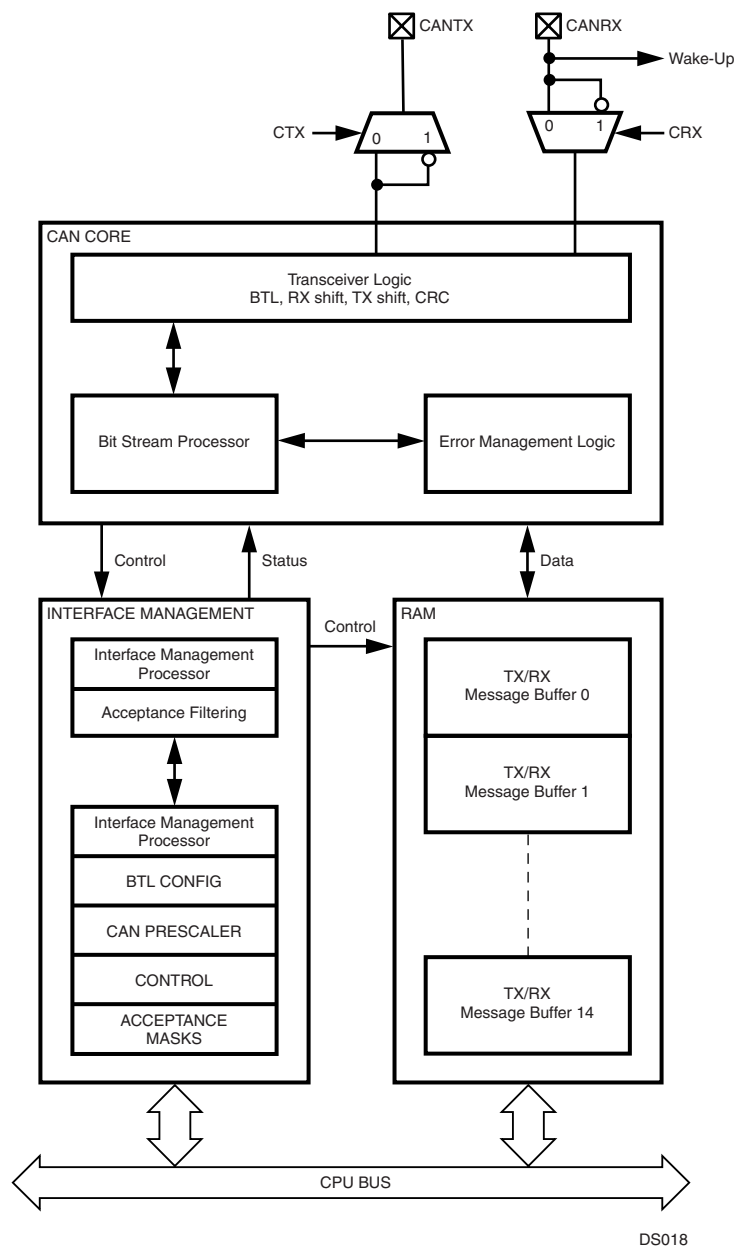 CANTX
CANRX
Wake-Up
CTX
0
1
0
1
CRX
CAN CORE
Transceiver Logic
BTL, RX shift, TX shift, CRC
Bit Stream Processor
Error Management Logic
Control
Status
Data
INTERFACE MANAGEMENT
Control
RAM
Interface Management
Processor
Acceptance Filtering
TX/RX
Message Buffer 0
TX/RX
Message Buffer 1
Interface Management
Processor
BTL CONFIG
CAN PRESCALER
CONTROL
ACCEPTANCE
MASKS
TX/RX
Message Buffer 14
CPU BUS
DS018